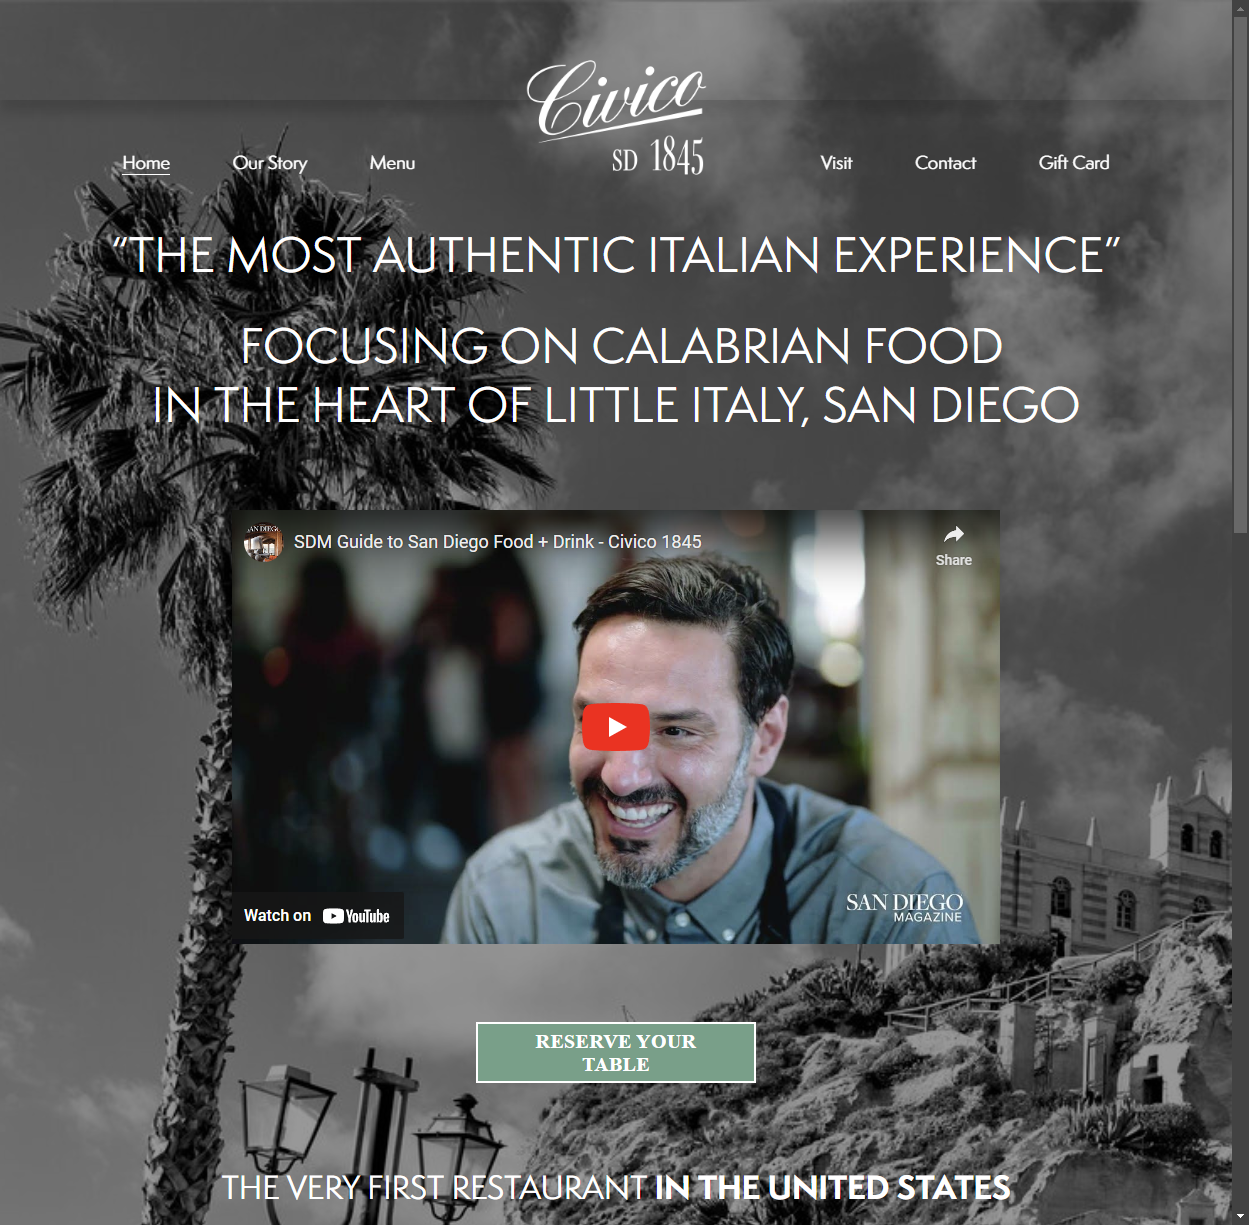 Civico
SD 1845
Home Our Story Menu Visit Contact Gift Card
“THE MOST AUTHENTIC ITALIAN EXPERIENCE”
FOCUSING ON CALABRIAN FOOD
IN THE HEART OF LITTLE ITALY, SAN DIEGO
SAN DIEGO
SDM Guide to San Diego Food + Drink - Civico 1845
Share
SAN DIEGO
MAGAZINE
Watch on YouTube
RESERVE YOUR
TABLE
THE VERY FIRST RESTAURANT IN THE UNITED STATES